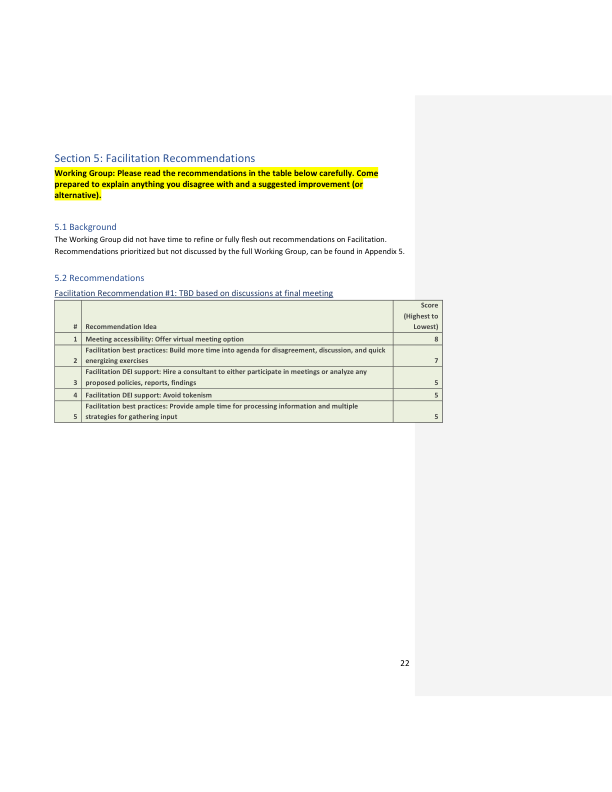 Section 5: Facilitation Recommendations
Working Group: Please read the recommendations in the table below carefully. Come
prepared to explain anything you disagree with and a suggested improvement (or
alternative).
5.1 Background
The Working Group did not have time to refine or fully flesh out recommendations on Facilitation.
Recommendations prioritized but not discussed by the full Working Group, can be found in Appendix 5.
5.2 Recommendations
Facilitation Recommendation #1: TBD based on discussions at final meeting
Score
(Highest to
# Recommendation Idea Lowest)
1 Meeting accessibility: Offer virtual meeting option 8
Facilitation best practices: Build more time into agenda for disagreement, discussion, and quick
2 energizing exercises 7
Facilitation DEI support: Hire a consultant to either participate in meetings or analyze any
3 proposed policies, reports, findings 5
4 Facilitation DEI support: Avoid tokenism 5
Facilitation best practices: Provide ample time for processing information and multiple
5 strategies for gathering input 5
22